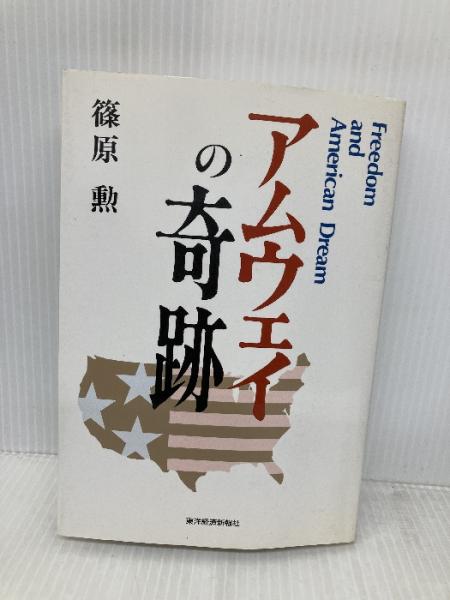 Freedom
and
American Dream
アムウェイ
の奇跡
篠原 勲
東洋経済新報社